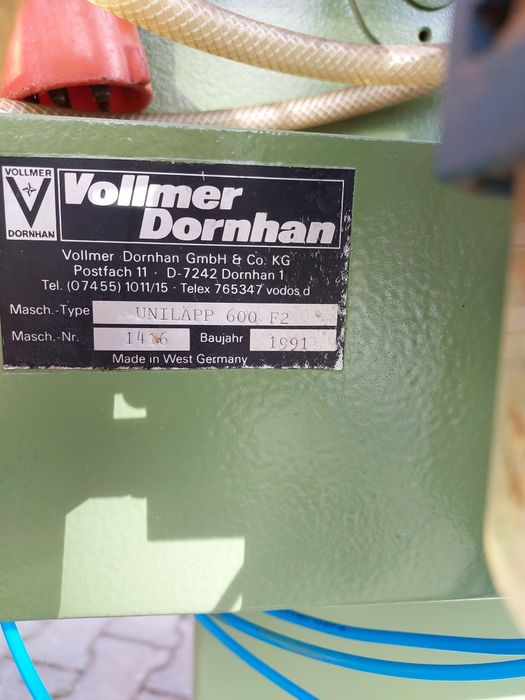 VOLLMER
DORNHAN
Vollmer
Dornhan
Vollmer Dornhan GmbH & Co. KG
Postfach 11 · D-7242 Dornhan 1
Tel. (07455) 1011/15 · Telex 765347 vodos d
Masch.-Type UNILAPP 600 F2
Masch.-Nr. 1416 Baujahr 1991
Made in West Germany